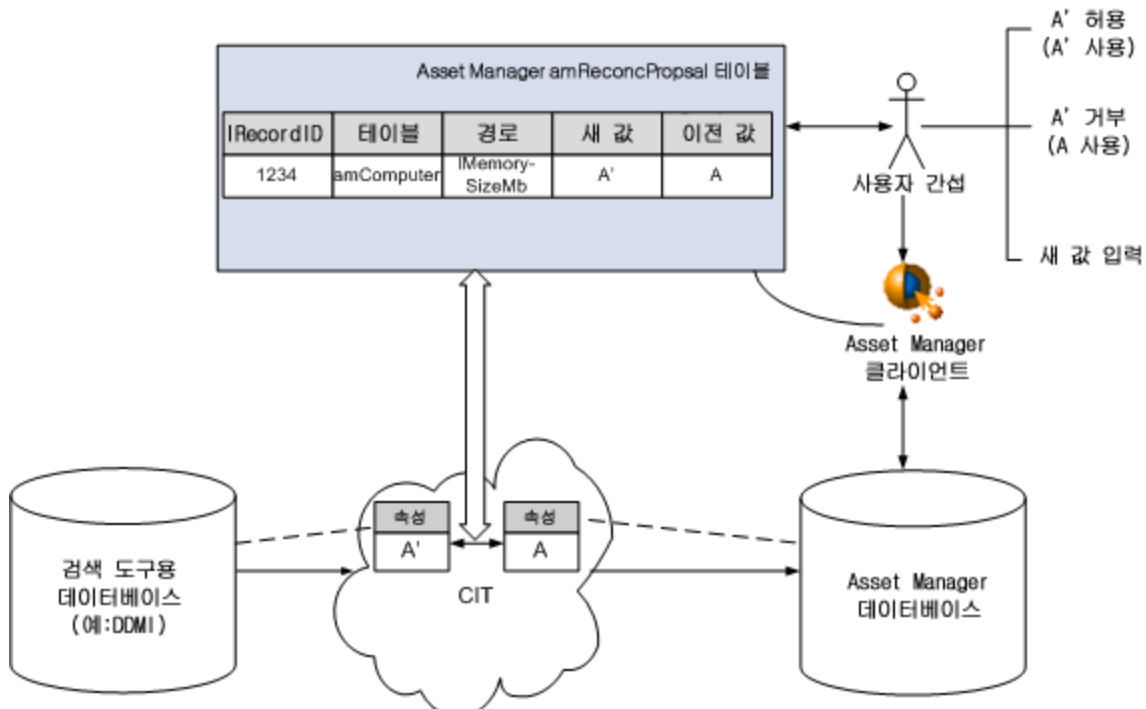 A' 허용
(A' 사용)
Asset Manager amReconcPropsal 테이블
lRecordID 테이블 경로 새 값 이전 값
1234 amComputer lMemory-
SizeMb A' A
A' 거부
(A 사용)
사용자 간섭
새 값 입력
Asset Manager
클라이언트
속성 속성
A' A
CIT
검색 도구용
데이터베이스
(예:DDMI)
Asset Manager
데이터베이스